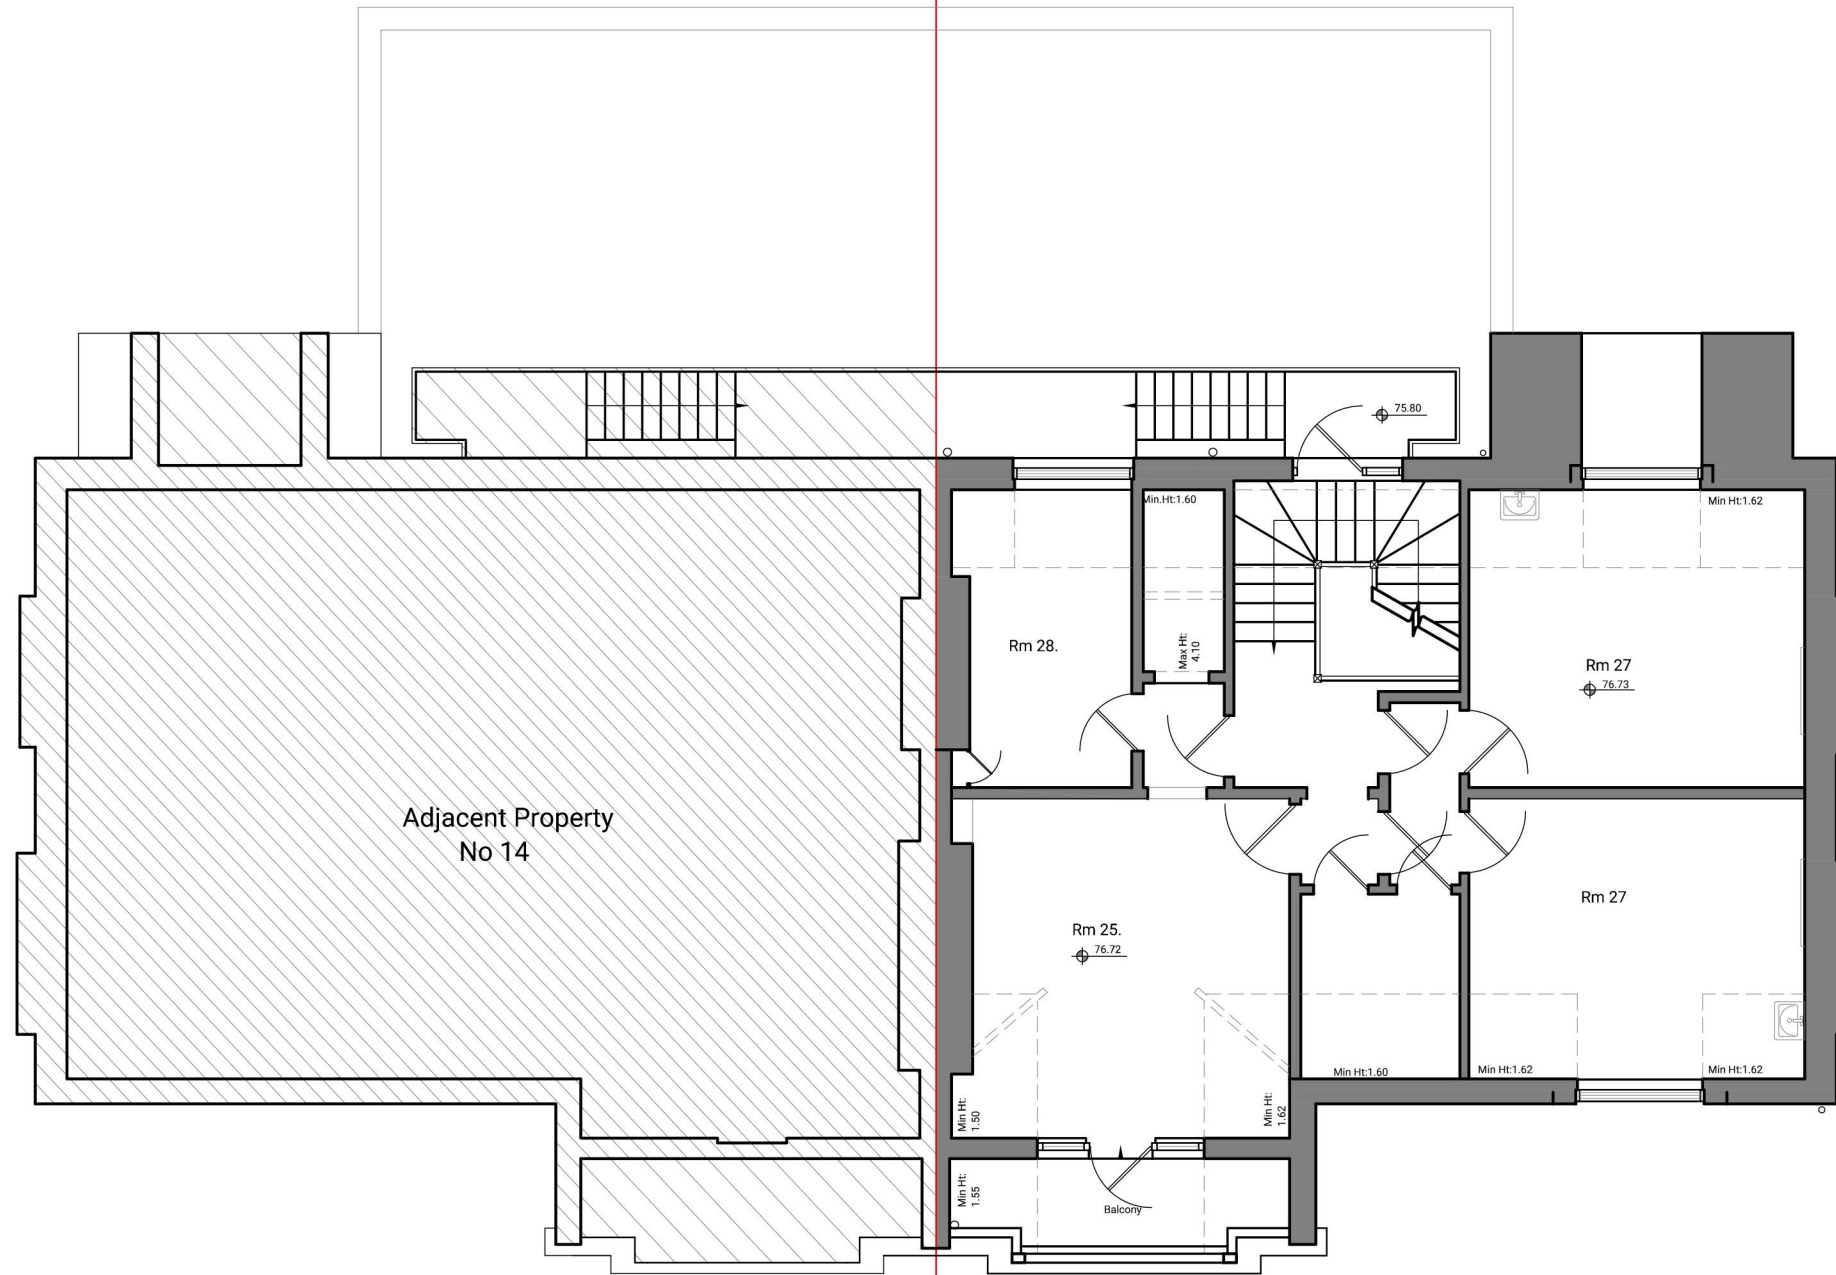 75.80
Min.Ht:1.60
Min Ht:1.62
Rm 28.
Max Ht:
4.10
Rm 27
76.73
Adjacent Property
No 14
Rm 27
Rm 25.
76.72
Min Ht:1.60
Min Ht:1.62
Min Ht:1.62
Min Ht:
1.50
Min Ht:
1.62
Min Ht:
1.55
Balcony